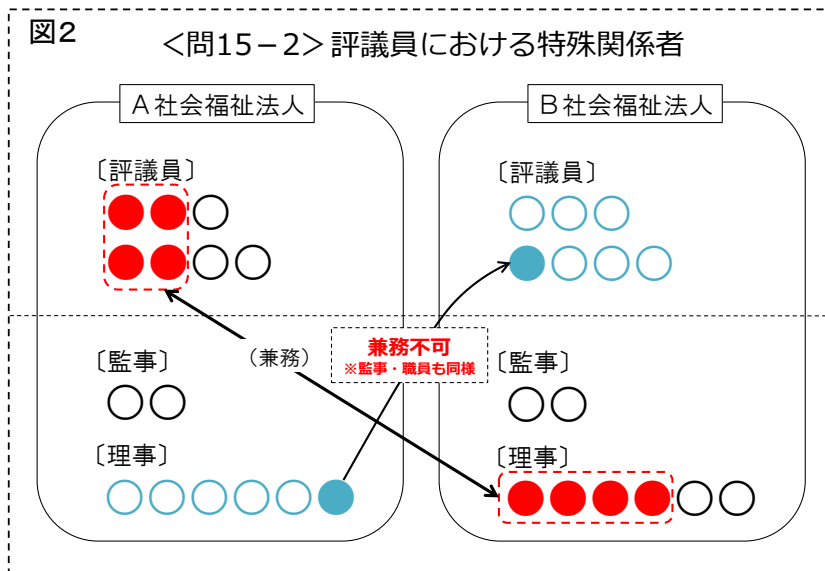 図2
<問15-2>評議員における特殊関係者
A社会福祉法人
B社会福祉法人
〔評議員〕
〔評議員〕
兼務不可
※監事・職員も同様
(兼務)
〔監事〕
〔監事〕
〔理事〕
〔理事〕